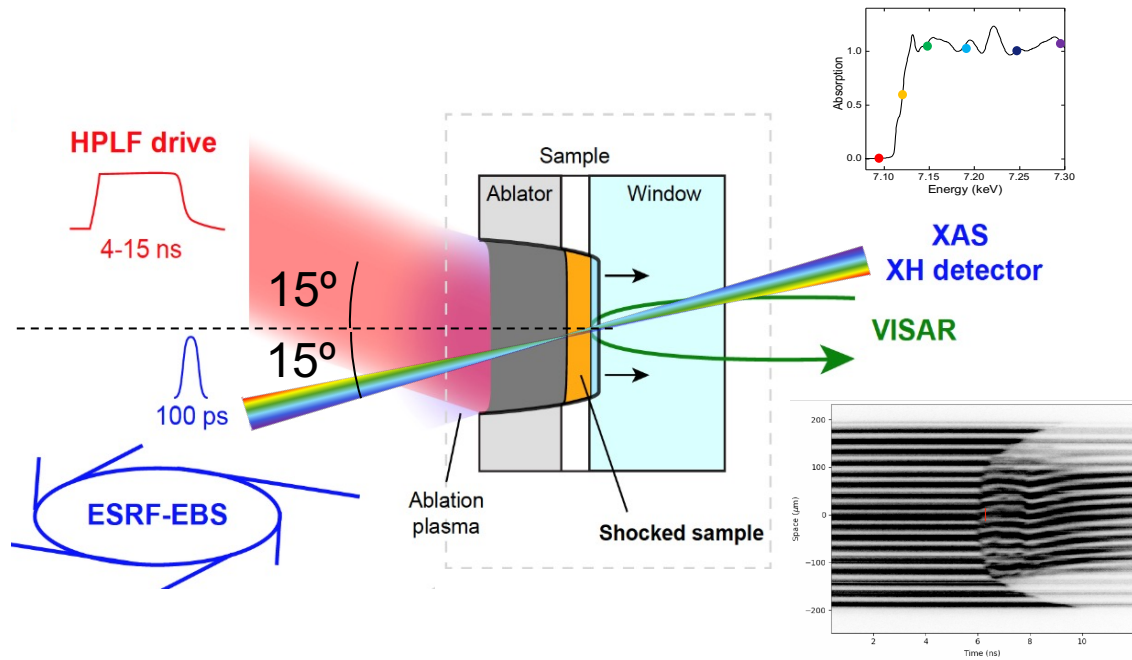 HPLF drive
4-15 ns
15º
15º
100 ps
ESRF-EBS
Sample
Ablator
Window
Ablation
plasma
Shocked sample
XAS
XH detector
VISAR
Absorption
1.0
0.5
0.0
7.10
7.15
7.20
7.25
7.30
Energy (keV)
Space (μm)
200
100
0
−100
−200
2
4
6
8
10
Time (ns)